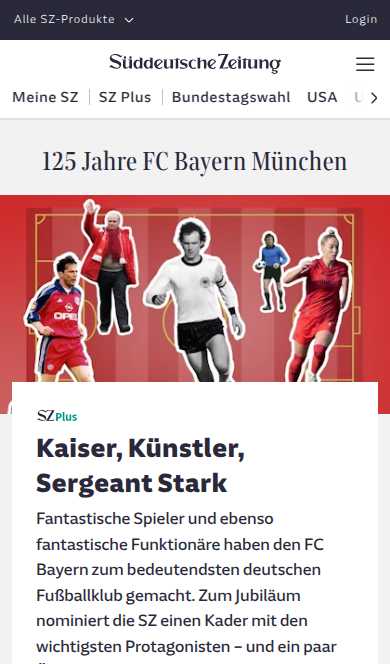 Alle SZ-Produkte
Login
Süddeutsche Zeitung
Meine SZ
SZ Plus
Bundestagswahl
USA
125 Jahre FC Bayern München
OPEL
SZ Plus
Kaiser, Künstler,
Sergeant Stark
Fantastische Spieler und ebenso
fantastische Funktionäre haben den FC
Bayern zum bedeutendsten deutschen
Fußballklub gemacht. Zum Jubiläum
nominiert die SZ einen Kader mit den
wichtigsten Protagonisten – und ein paar